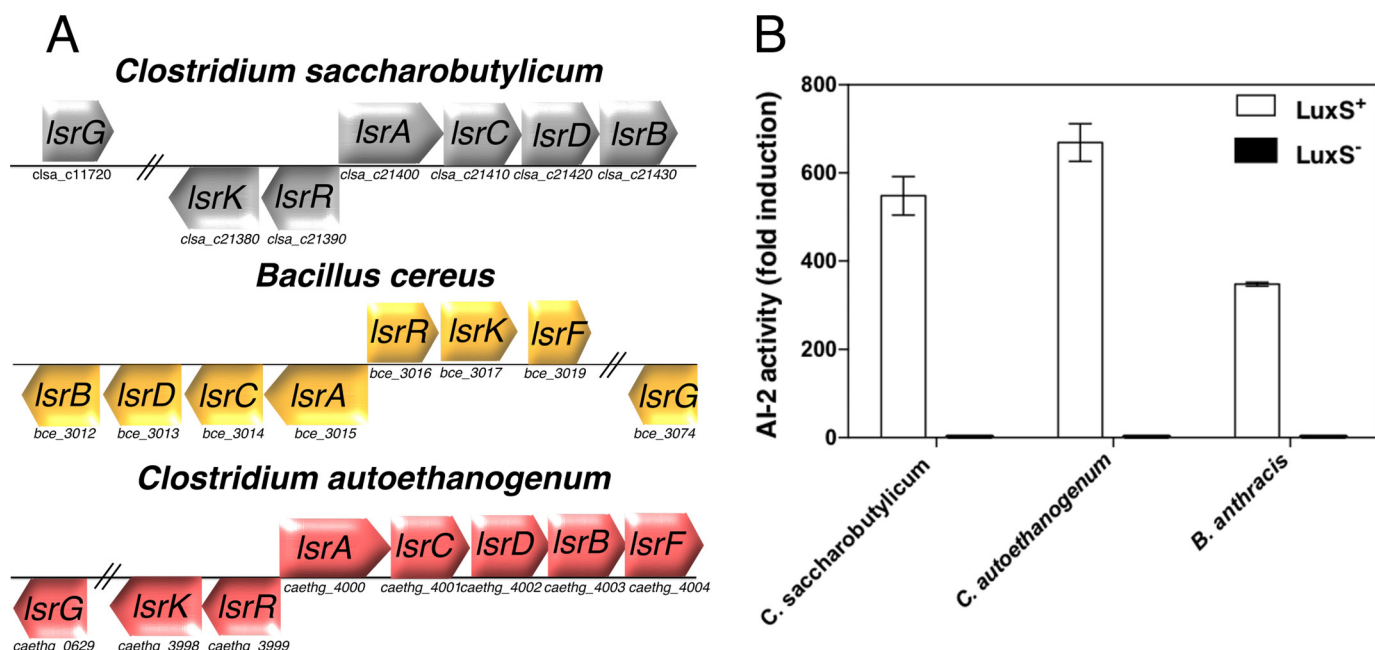 A
Clostridium saccharobutylicum
lsrG
lsrA
lsrC
lsrD
lsrB
clsa_c11720
clsa_c21400
clsa_c21410
clsa_c21420
clsa_c21430
lsrK
lsrR
clsa_c21380
clsa_c21390
Bacillus cereus
lsrR
lsrK
lsrF
bce_3016
bce_3017
bce_3019
lsrB
lsrD
lsrC
lsrA
lsrG
bce_3012
bce_3013
bce_3014
bce_3015
bce_3074
Clostridium autoethanogenum
lsrA
lsrC
lsrD
lsrB
lsrF
caethg_4000
caethg_4001
caethg_4002
caethg_4003
caethg_4004
lsrG
lsrK
lsrR
caethg_0629
caethg_3998
caethg_3999
B
AI-2 activity (fold induction)
800
600
400
200
0
LuxS+
LuxS-
C. saccharobutylicum
C. autoethanogenum
B. anthracis